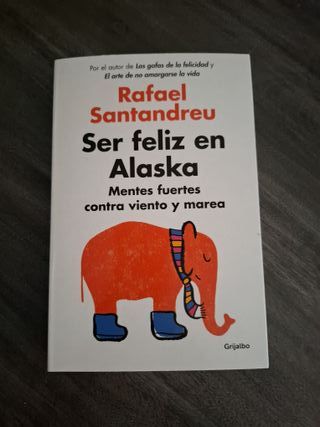 Por el autor de Las gafas de la felicidad y
El arte de no amargarse la vida
Rafael
Santandreu
Ser feliz en
Alaska
Mentes fuertes
contra viento y marea
Grijalbo